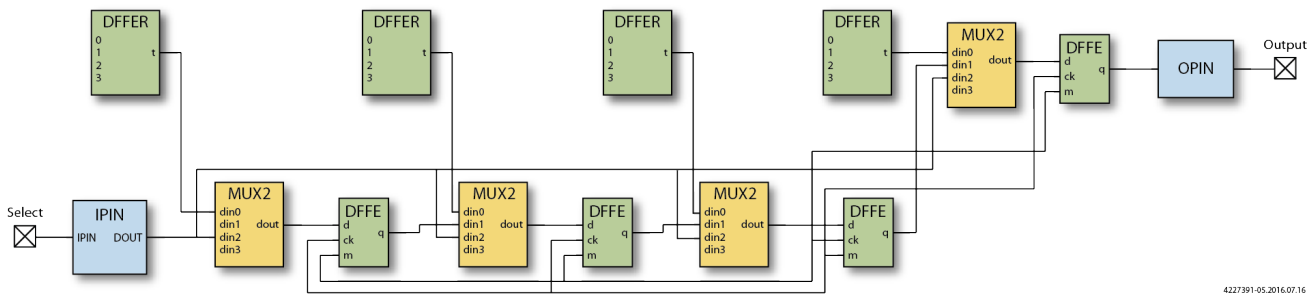 DFFER
0
1
t
2
3
DFFER
0
1
t
2
3
DFFER
0
1
t
2
3
DFFER
0
1
t
2
3
MUX2
din0
din1
dout
din2
din3
DFFE
d
ck
q
m
OPIN
Output
Select
IPIN
IPIN DOUT
MUX2
din0
din1
dout
din2
din3
DFFE
d
ck
q
m
MUX2
din0
din1
dout
din2
din3
DFFE
d
ck
q
m
MUX2
din0
din1
dout
din2
din3
DFFE
d
ck
q
m
4227391-05.2016.07.16